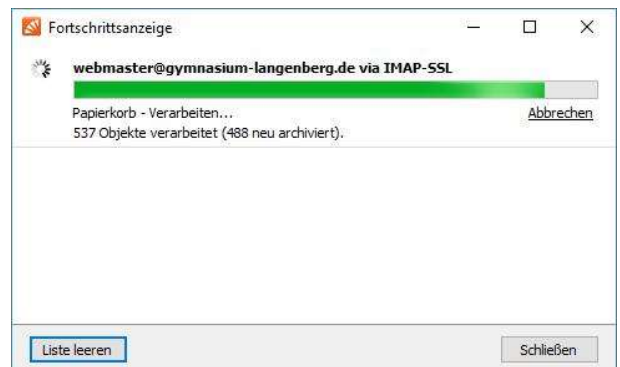 Fortschrittsanzeige
webmaster@gymnasium-langenberg.de via IMAP-SSL
Papierkorb - Verarbeiten... Abbrechen
537 Objekte verarbeitet (488 neu archiviert).
Liste leeren Schließen